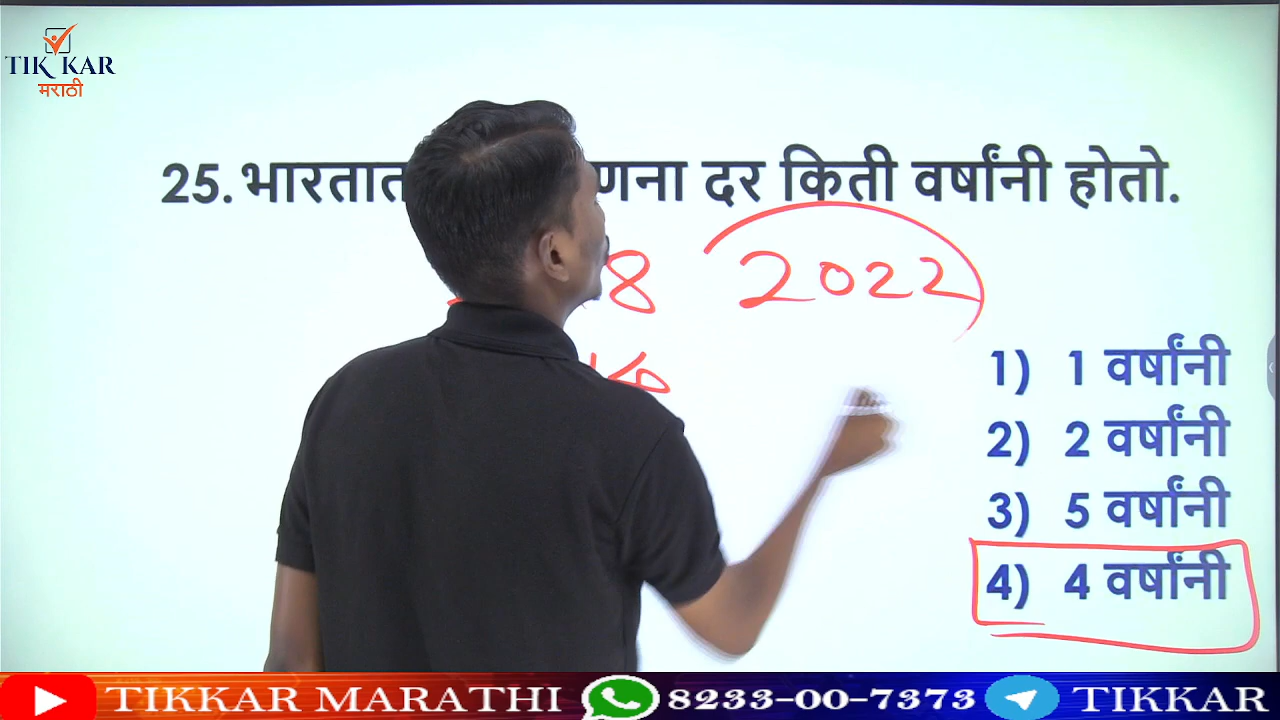 TIK KAR
मराठी
25. भारतात णना दर किती वर्षांनी होतो.
8 2022
1) 1 वर्षांनी
2) 2 वर्षांनी
3) 5 वर्षांनी
4) 4 वर्षांनी
TIKKAR MARATHI 8233-00-7373 TIKKAR